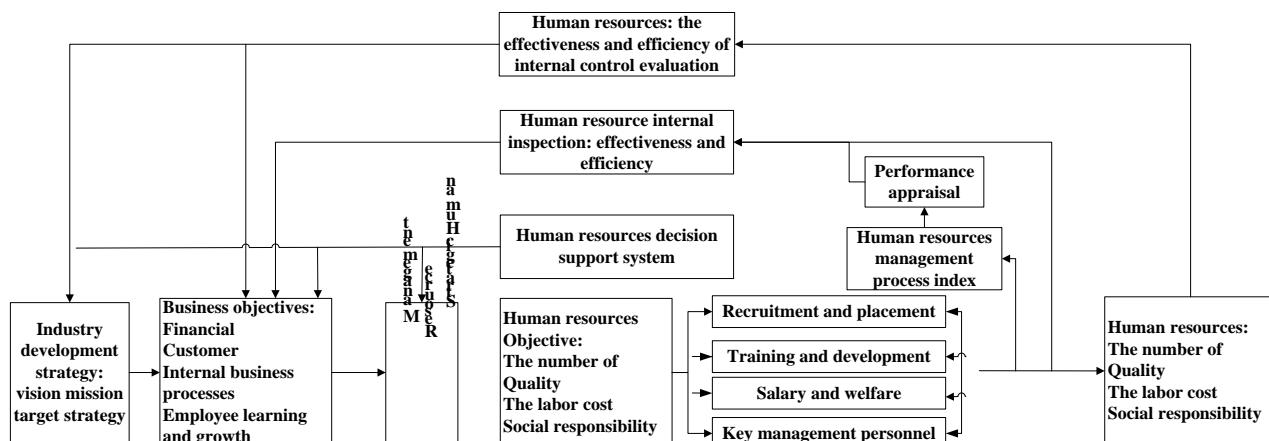 Human resources: the
effectiveness and efficiency of
internal control evaluation
Human resource internal
inspection: effectiveness and
efficiency
Performance
appraisal
Human resources decision
support system
Human resources
management
process index
Strategic Human
Resource
Management
Industry
development
strategy:
vision mission
target strategy
Business objectives:
Financial
Customer
Internal business
processes
Employee learning
and growth
Human resources
Objective:
The number of
Quality
The labor cost
Social responsibility
Recruitment and placement
Training and development
Salary and welfare
Key management personnel
Human resources:
The number of
Quality
The labor cost
Social responsibility